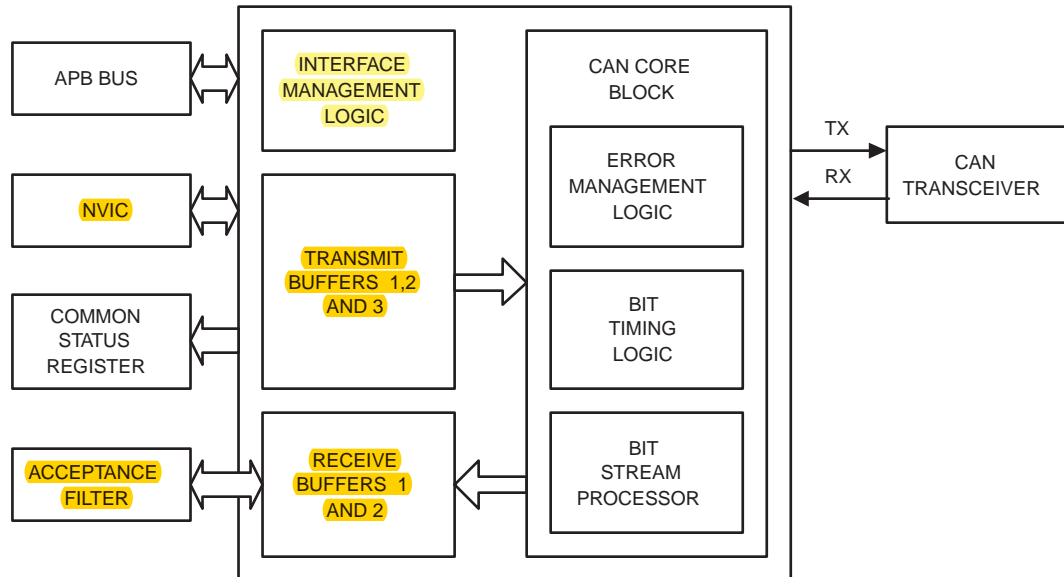 APB BUS
NVIC
COMMON
STATUS
REGISTER
ACCEPTANCE
FILTER
INTERFACE
MANAGEMENT
LOGIC
TRANSMIT
BUFFERS 1,2
AND 3
RECEIVE
BUFFERS 1
AND 2
CAN CORE
BLOCK
ERROR
MANAGEMENT
LOGIC
BIT
TIMING
LOGIC
BIT
STREAM
PROCESSOR
TX
RX
CAN
TRANSCEIVER